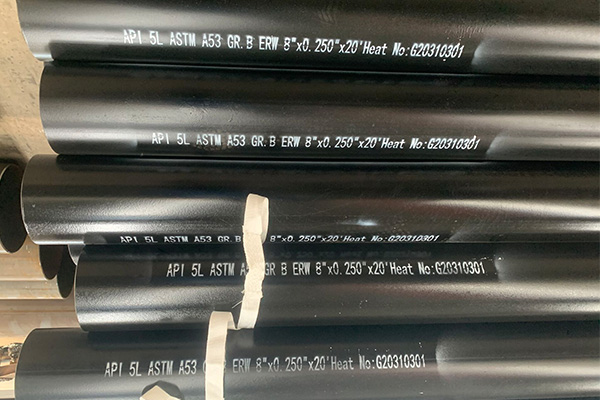 API 5L ASTM A53 GR.B ERW 8"x0.250"x20'Heat No:G20310301
API 5L ASTM A53 GR.B ERW 8"x0.250"x20'Heat No:G20310301
API 5L ASTM A53 GR.B 8"x0.250"x20'Heat No:G20310301
API 5L ASTM A53 GR B ERW 8"x0.250"x20'Heat No:G20310301
API 5L ASTM A53 ERW 8"x0.250"x20'Heat No:G20310301